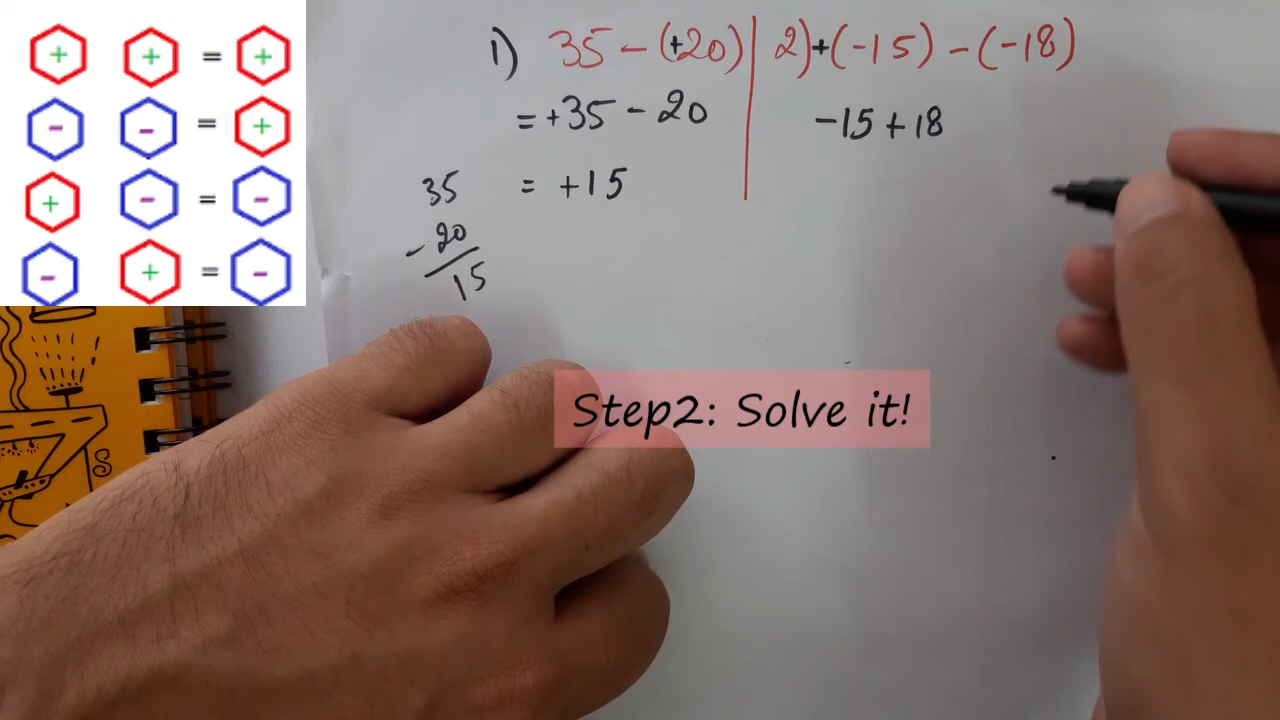 + + = +
- - = +
+ - = -
- + = -
1) 35 - (+20)
= +35 - 20
= +15
35
- 20
15
2) +(-15) - (-18)
-15 + 18
Step2: Solve it!